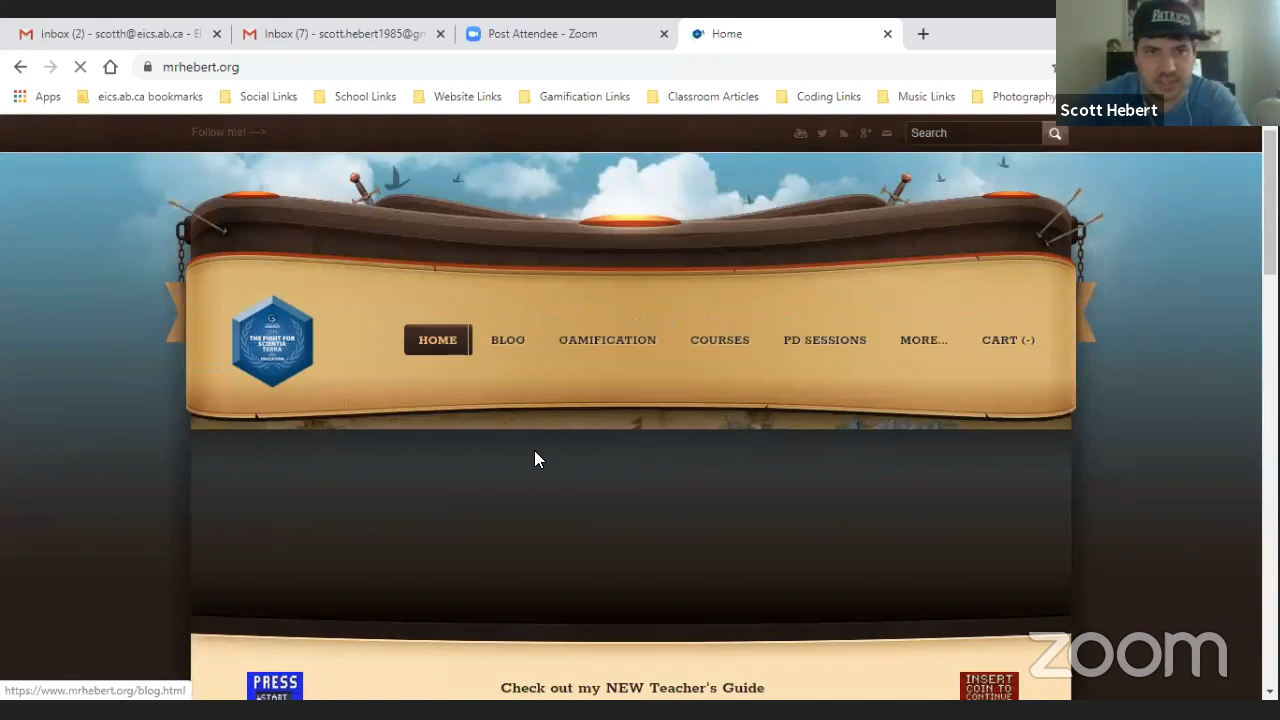 Inbox (2) - scotth@eics.ab.ca - El
Inbox (7) - scott.hebert1985@gm
Post Attendee - Zoom
Home
mrhebert.org
Apps
eics.ab.ca bookmarks
Social Links
School Links
Website Links
Gamification Links
Classroom Articles
Coding Links
Music Links
Photography
Scott Hebert
Follow me! --->
Search
THE FIGHT FOR
SCIENTIA
TERRA
HOME
BLOG
GAMIFICATION
COURSES
PD SESSIONS
MORE...
CART (-)
https://www.mrhebert.org/blog.html
PRESS
START
Check out my NEW Teacher's Guide
INSERT
COIN TO
CONTINUE
zoom